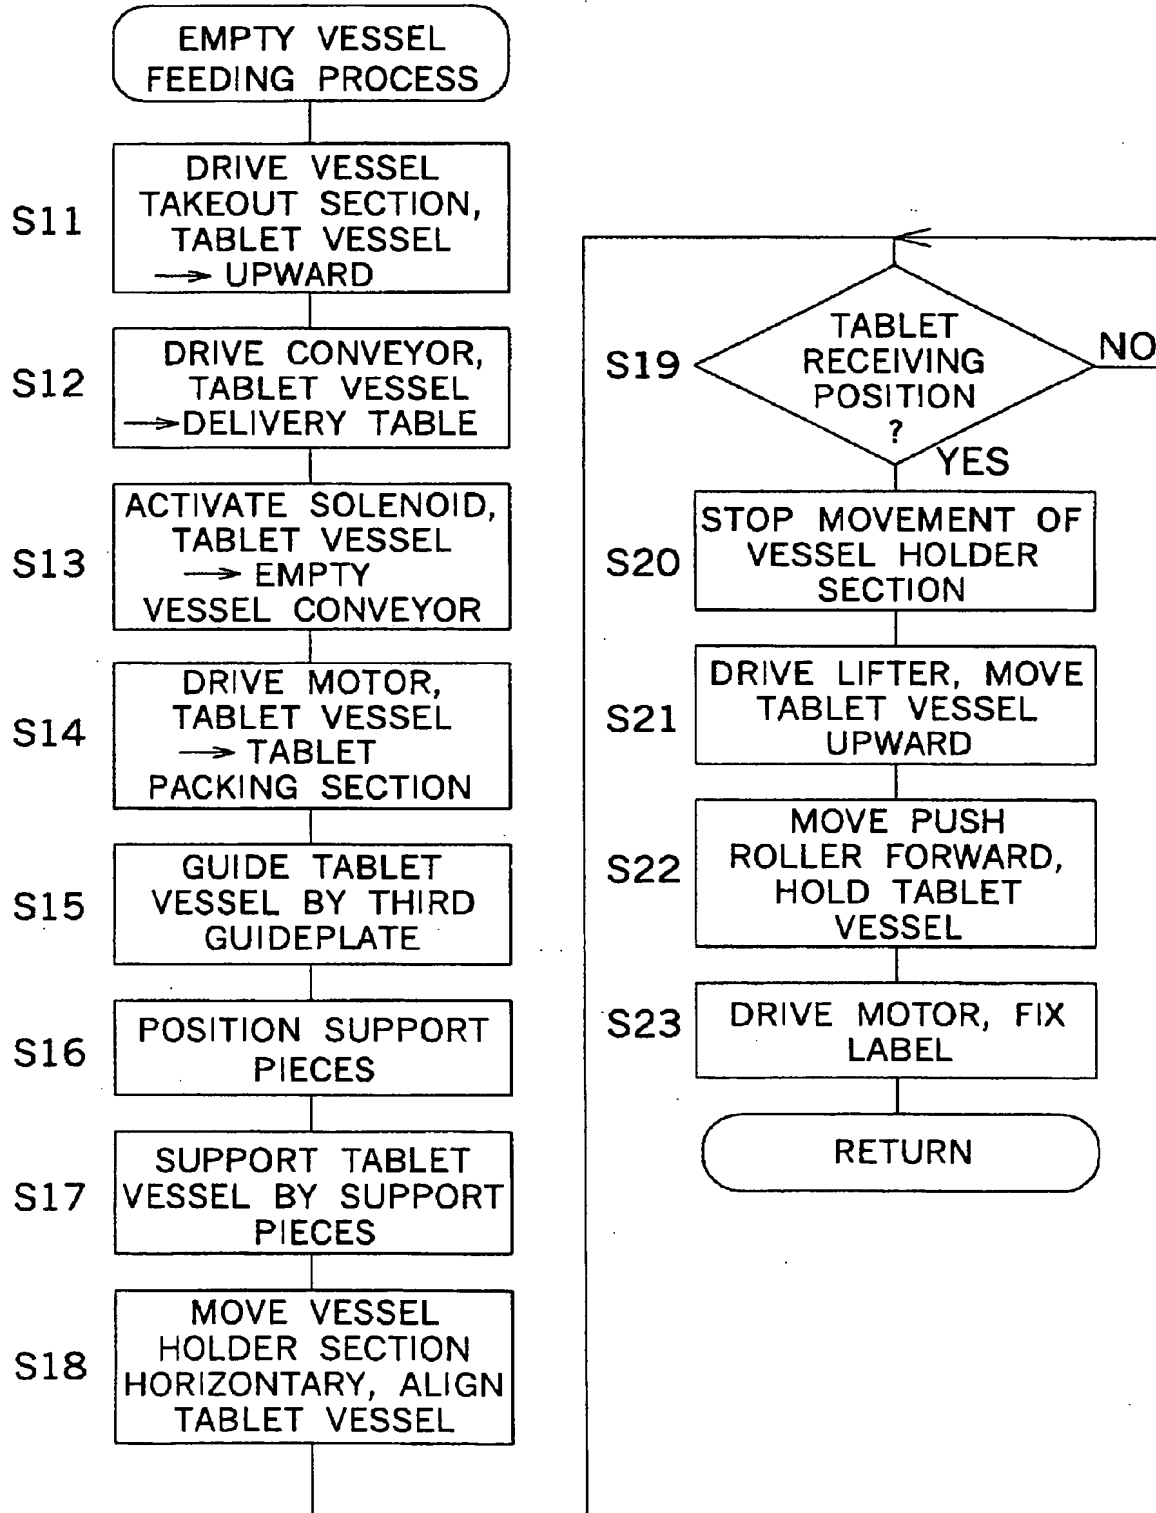 EMPTY VESSEL
FEEDING PROCESS
S11
DRIVE VESSEL
TAKEOUT SECTION,
TABLET VESSEL
→ UPWARD
S12
DRIVE CONVEYOR,
TABLET VESSEL
→DELIVERY TABLE
S13
ACTIVATE SOLENOID,
TABLET VESSEL
→ EMPTY
VESSEL CONVEYOR
S14
DRIVE MOTOR,
TABLET VESSEL
→ TABLET
PACKING SECTION
S15
GUIDE TABLET
VESSEL BY THIRD
GUIDEPLATE
S16
POSITION SUPPORT
PIECES
S17
SUPPORT TABLET
VESSEL BY SUPPORT
PIECES
S18
MOVE VESSEL
HOLDER SECTION
HORIZONTARY, ALIGN
TABLET VESSEL
S19
TABLET
RECEIVING
POSITION
?
NO
YES
S20
STOP MOVEMENT OF
VESSEL HOLDER
SECTION
S21
DRIVE LIFTER, MOVE
TABLET VESSEL
UPWARD
S22
MOVE PUSH
ROLLER FORWARD,
HOLD TABLET
VESSEL
S23
DRIVE MOTOR, FIX
LABEL
RETURN